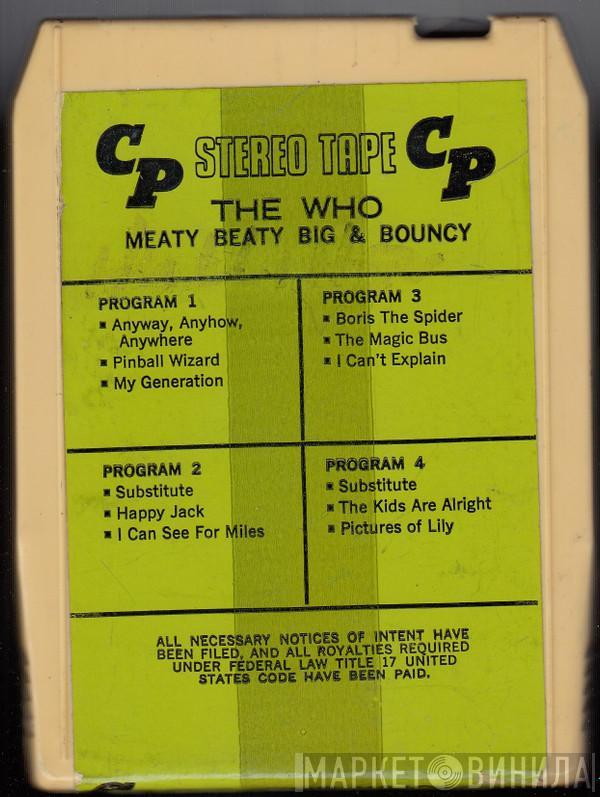 CP STEREO TAPE CP
THE WHO
MEATY BEATY BIG & BOUNCY
PROGRAM 1
Anyway, Anyhow,
Anywhere
Pinball Wizard
My Generation
PROGRAM 3
Boris The Spider
The Magic Bus
I Can't Explain
PROGRAM 2
Substitute
Happy Jack
I Can See For Miles
PROGRAM 4
Substitute
The Kids Are Alright
Pictures of Lily
ALL NECESSARY NOTICES OF INTENT HAVE
BEEN FILED, AND ALL ROYALTIES REQUIRED
UNDER FEDERAL LAW TITLE 17 UNITED
STATES CODE HAVE BEEN PAID.
МАРКЕТ ВИНИЛА